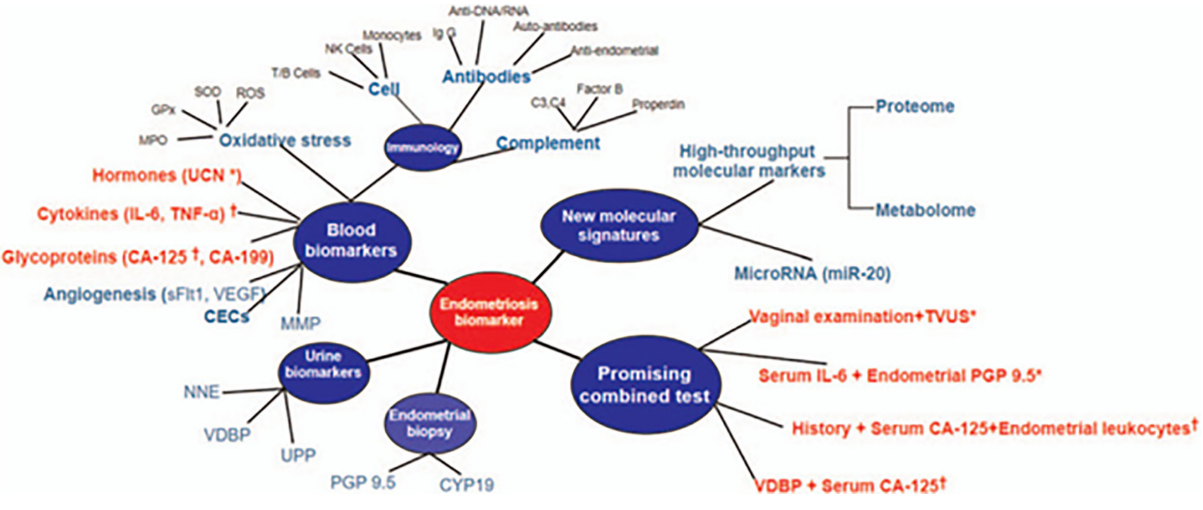 Anti-DNA/RNA
Auto-antibodies
Ig G
Monocytes
NK Cells
Anti-endometrial
T/B Cells
Cell
Antibodies
SOD
ROS
GPx
MPO
Oxidative stress
C3,C4
Factor B
Properdin
Immunology
Complement
Proteome
High-throughput
molecular markers
Metabolome
Hormones (UCN *)
Cytokines (IL-6, TNF-α) †
Glycoproteins (CA-125 †, CA-199)
Angiogenesis (sFlt1, VEGF)
CECs
MMP
Blood
biomarkers
New molecular
signatures
MicroRNA (miR-20)
Endometriosis
biomarker
Vaginal examination+TVUS*
Serum IL-6 + Endometrial PGP 9.5*
Promising
combined test
History + Serum CA-125+Endometrial leukocytes†
VDBP + Serum CA-125†
Urine
biomarkers
NNE
VDBP
UPP
Endometrial
biopsy
PGP 9.5
CYP19